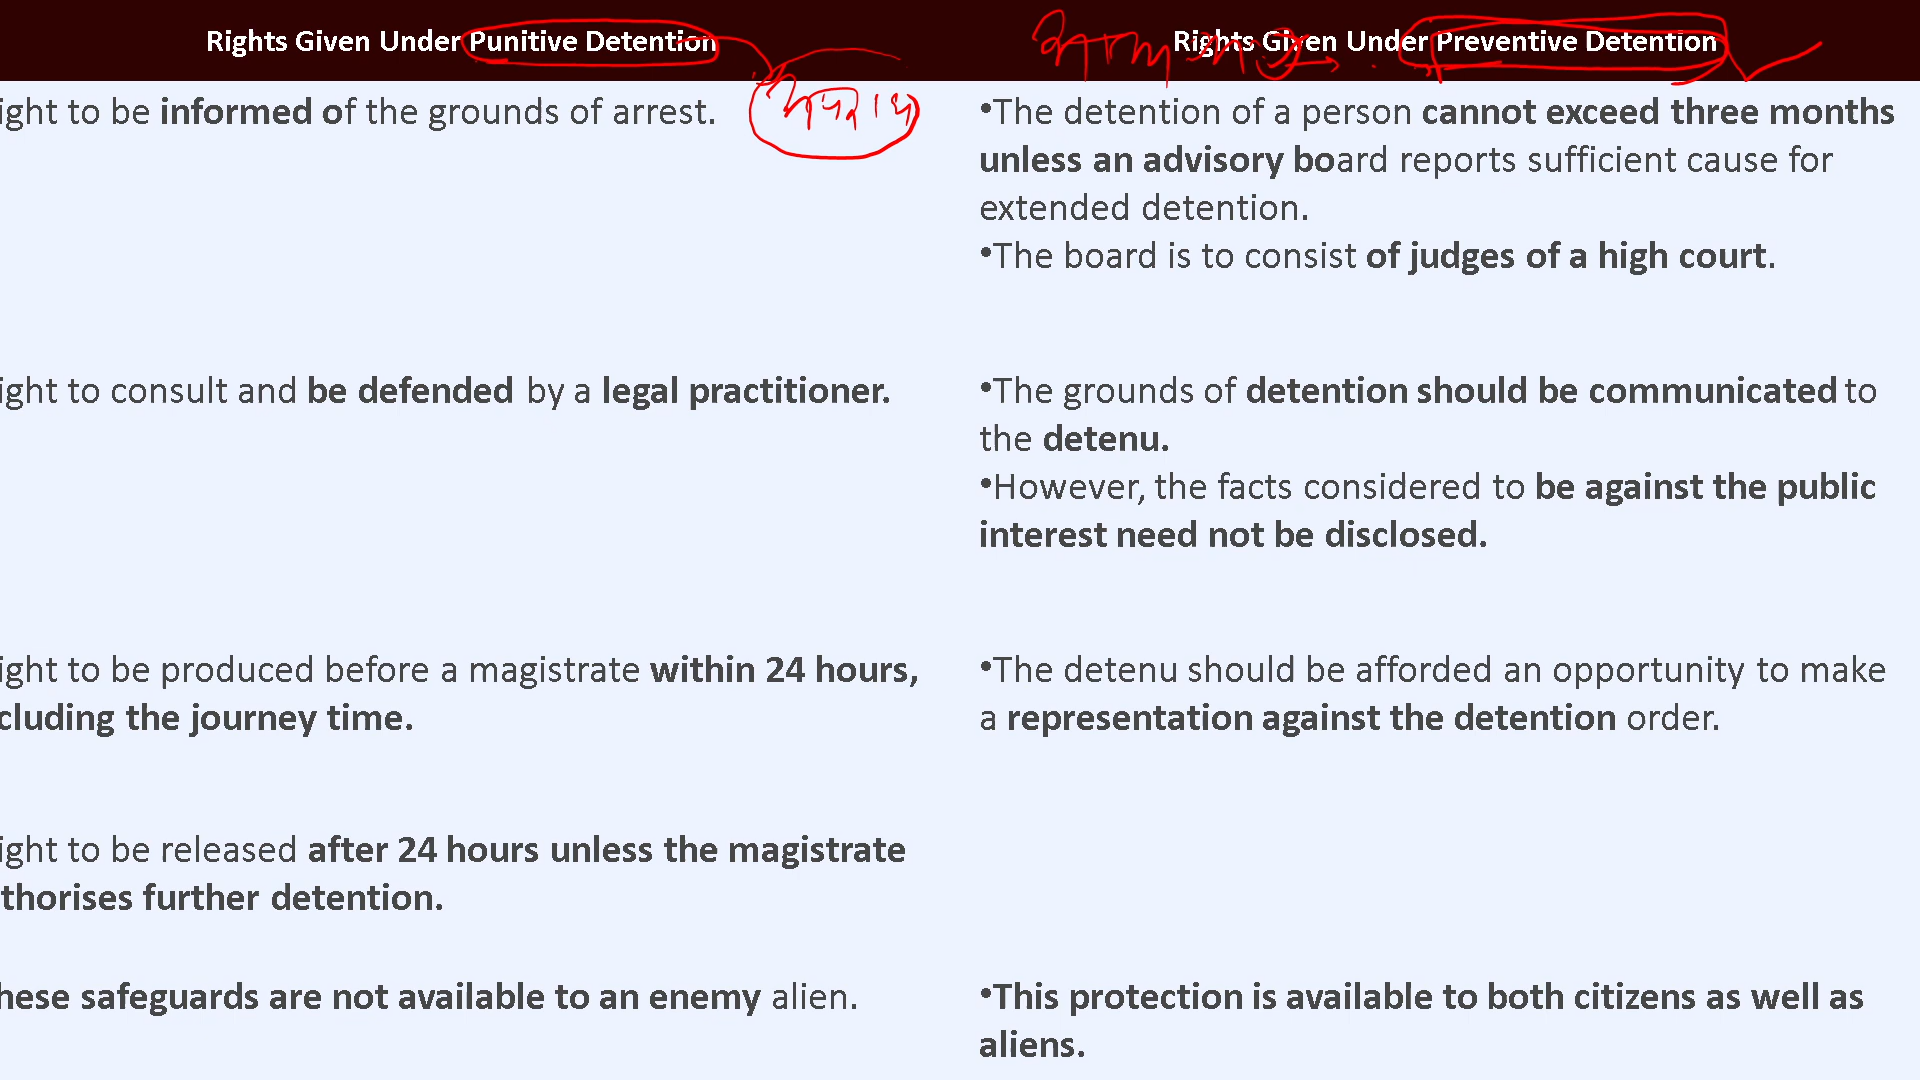 Rights Given Under Punitive Detention
Rights Given Under Preventive Detention
ight to be informed of the grounds of arrest.
अपराध
•The detention of a person cannot exceed three months
unless an advisory board reports sufficient cause for
extended detention.
•The board is to consist of judges of a high court.
ight to consult and be defended by a legal practitioner.
•The grounds of detention should be communicated to
the detenu.
•However, the facts considered to be against the public
interest need not be disclosed.
ight to be produced before a magistrate within 24 hours,
cluding the journey time.
•The detenu should be afforded an opportunity to make
a representation against the detention order.
ight to be released after 24 hours unless the magistrate
thorises further detention.
hese safeguards are not available to an enemy alien.
•This protection is available to both citizens as well as
aliens.